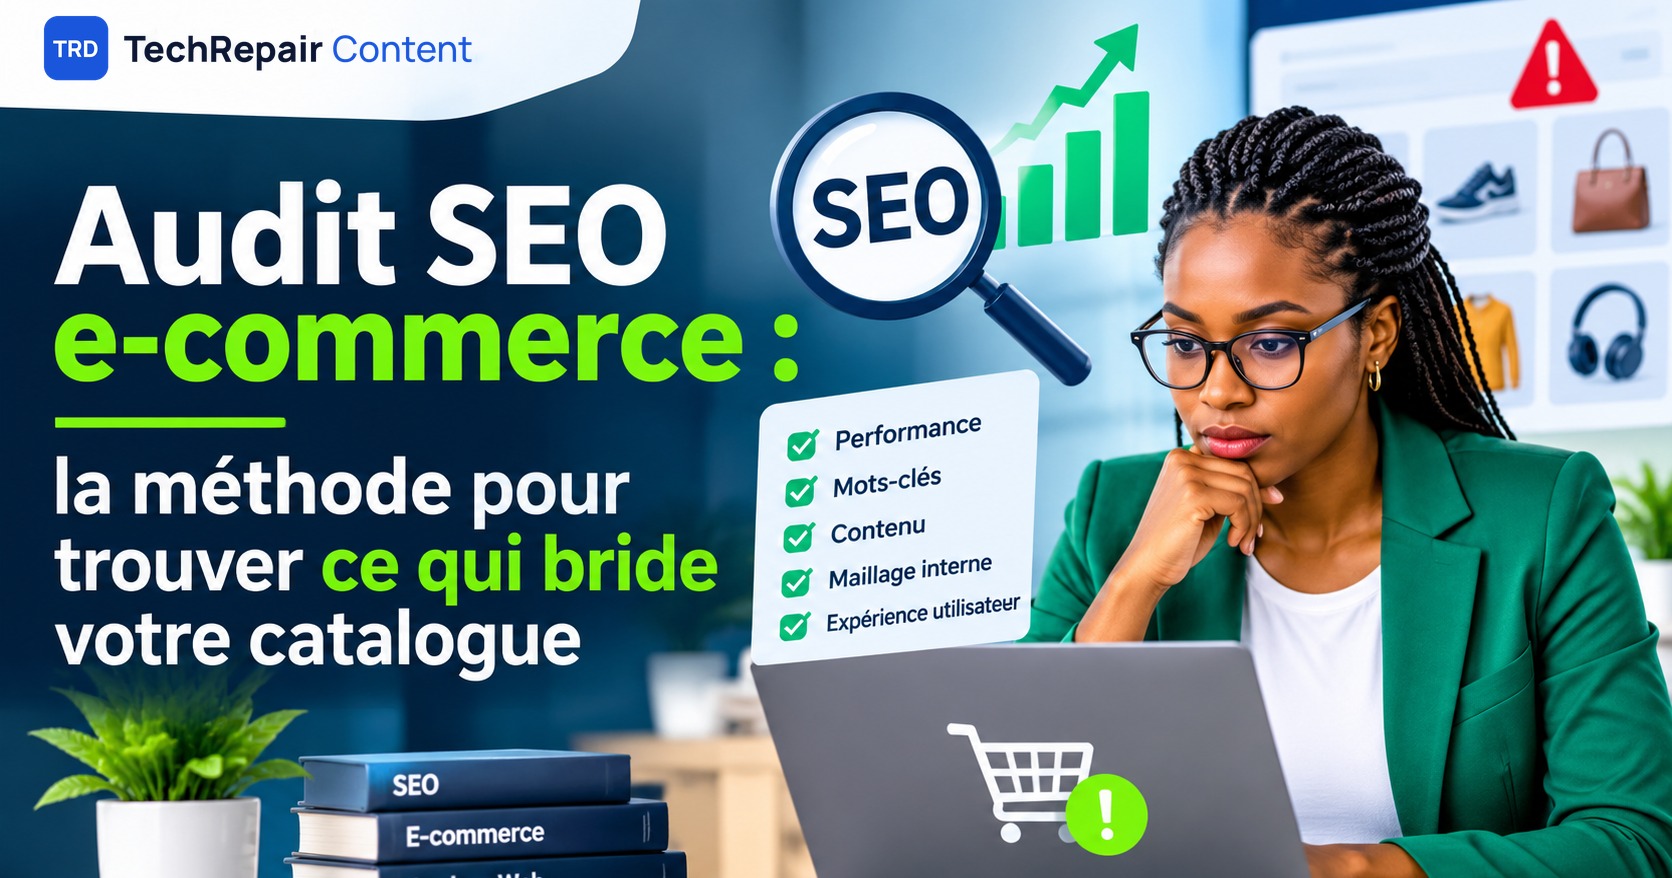 TRD TechRepair Content
Audit SEO
e-commerce :
la méthode pour
trouver ce qui bride
votre catalogue
SEO
Performance
Mots-clés
Contenu
Maillage interne
Expérience utilisateur
SEO
E-commerce
Web